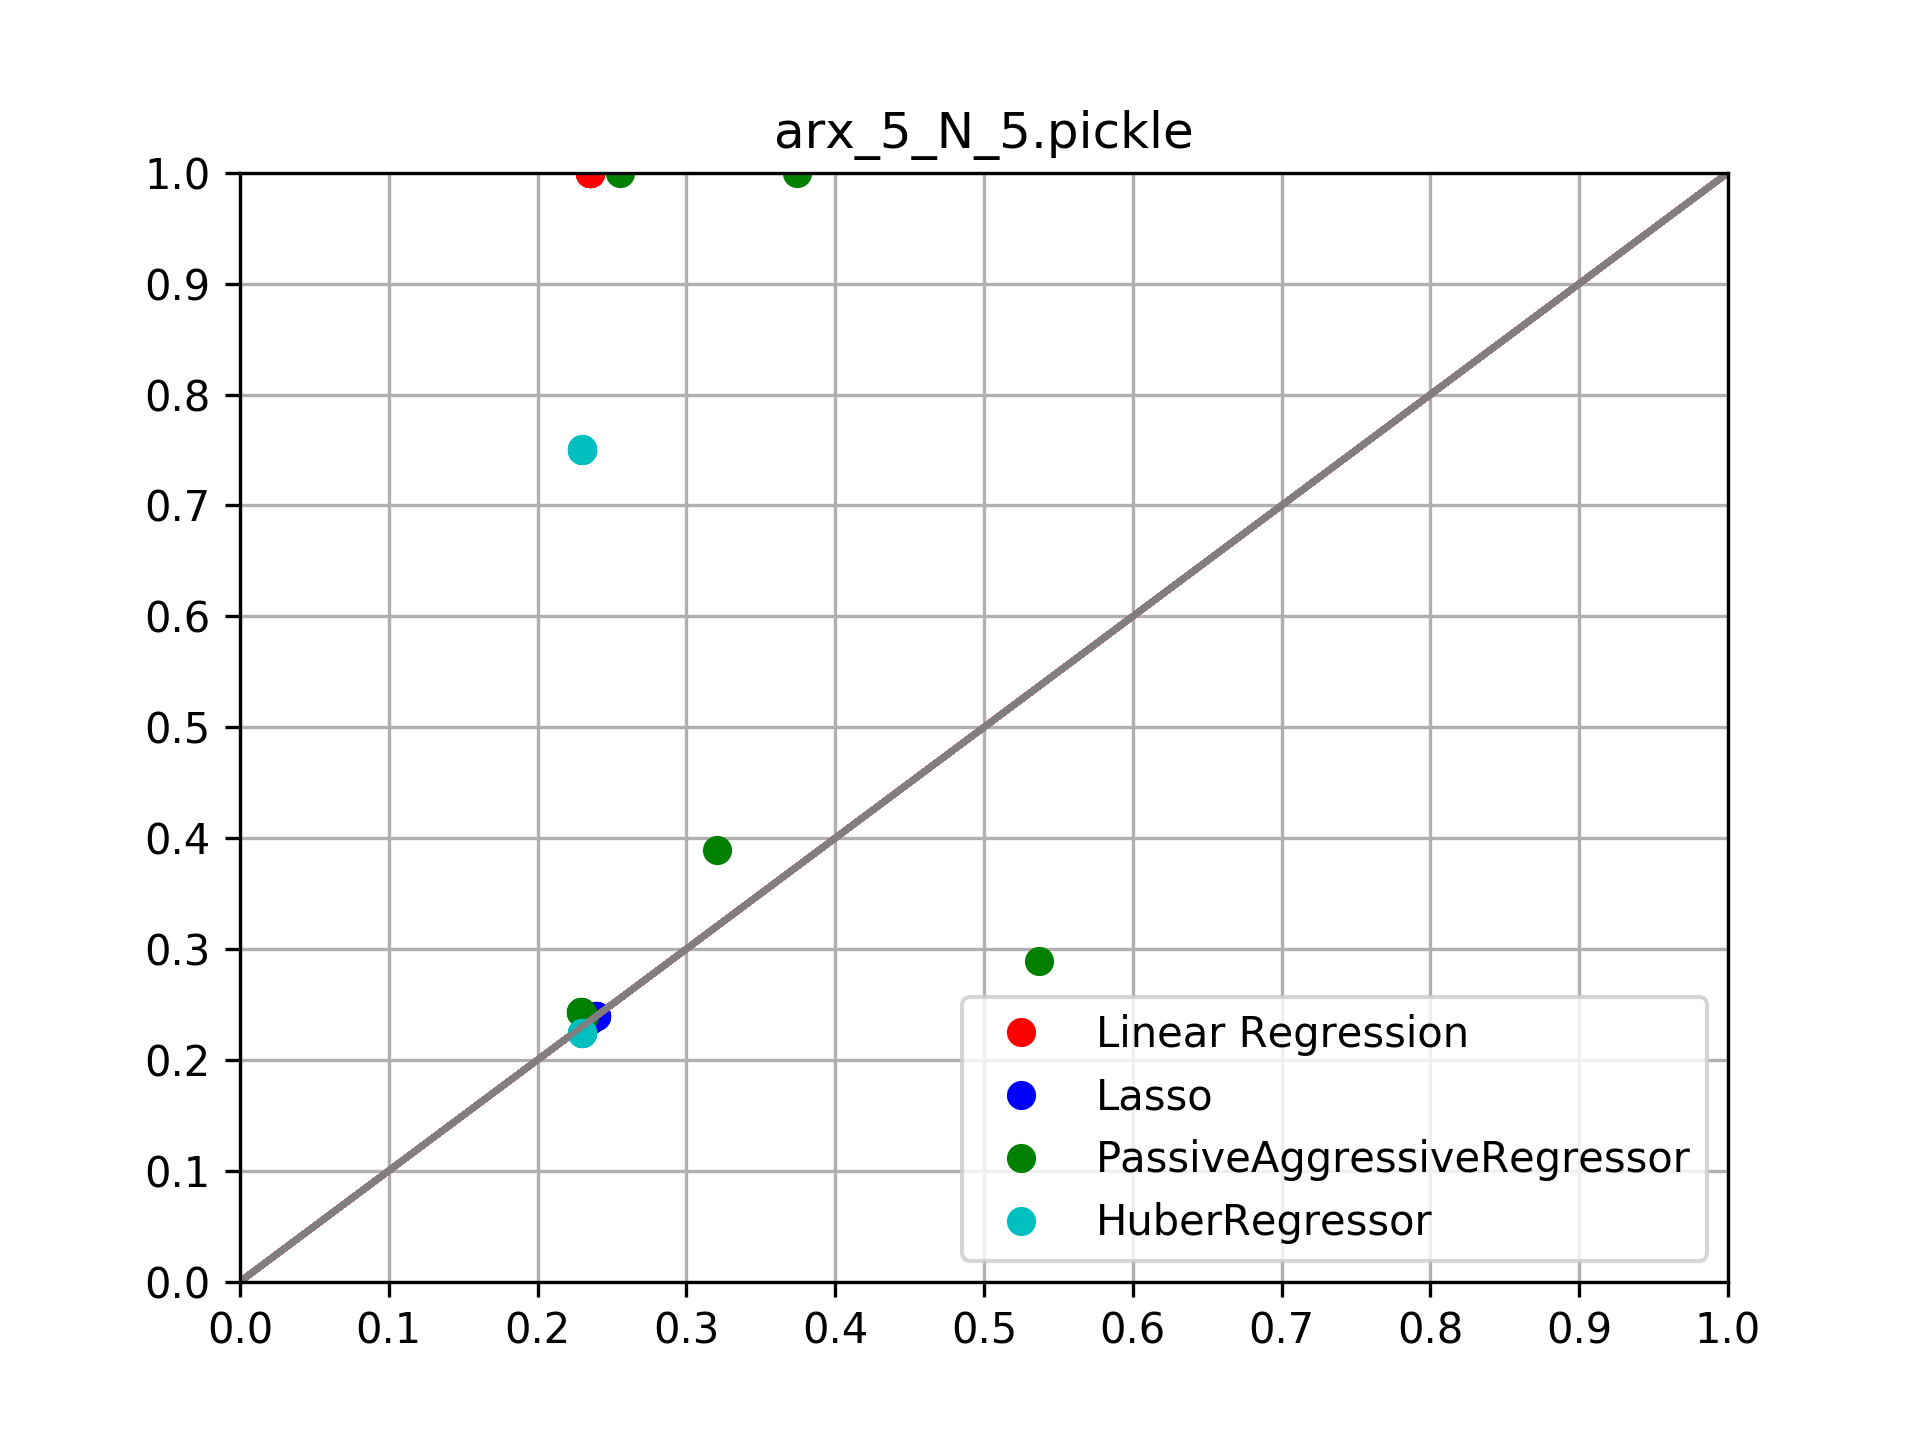 arx_5_N_5.pickle
1.0
0.9
0.8
0.7
0.6
0.5
0.4
0.3
0.2
0.1
0.0
Linear Regression
Lasso
PassiveAggressiveRegressor
HuberRegressor
0.0 0.1 0.2 0.3 0.4 0.5 0.6 0.7 0.8 0.9 1.0